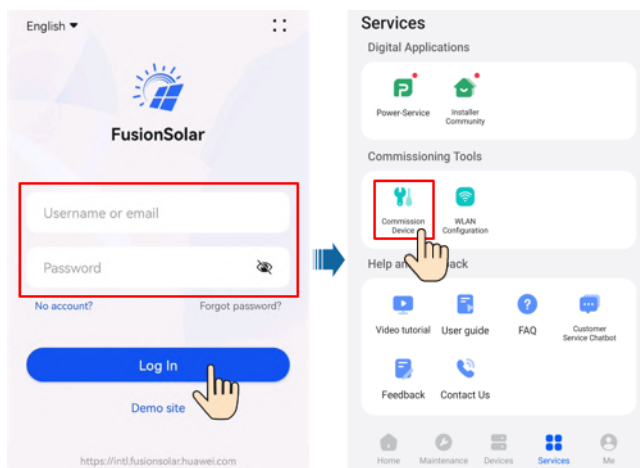 English
FusionSolar
Username or email
Password
No account?
Forgot password?
Log In
Demo site
https://intl.fusionsolar.huawei.com
Services
Digital Applications
Power-Service
Installer
Community
Commissioning Tools
Commission
Device
WLAN
Configuration
Help an
ack
Video tutorial
User guide
FAQ
Customer
Service Chatbot
Feedback
Contact Us
Home
Maintenance
Devices
Services
Me